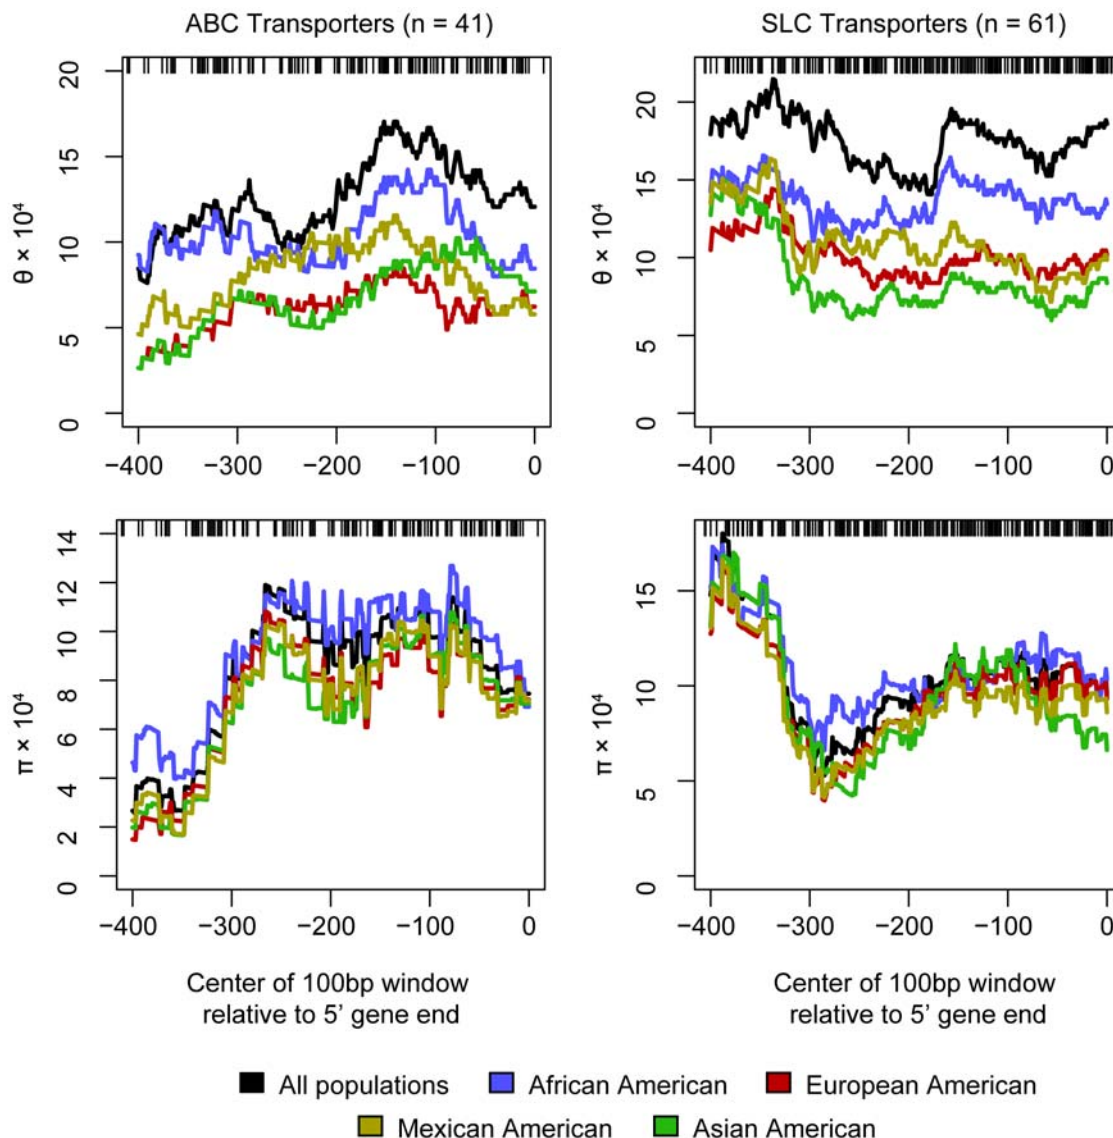 ABC Transporters (n = 41)
SLC Transporters (n = 61)
20
15
10
5
0
θ × 10⁴
−400 −300 −200 −100 0
20
15
10
5
0
θ × 10⁴
−400 −300 −200 −100 0
14
12
10
8
6
4
2
0
π × 10⁴
−400 −300 −200 −100 0
Center of 100bp window
relative to 5’ gene end
15
10
5
0
π × 10⁴
−400 −300 −200 −100 0
Center of 100bp window
relative to 5’ gene end
All populations African American European American
Mexican American Asian American